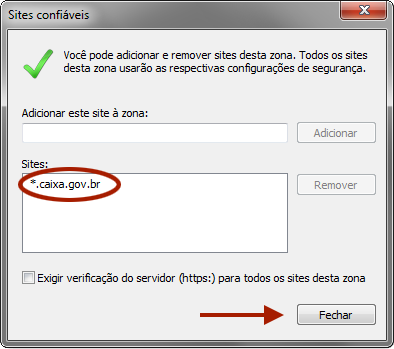 Sites confiáveis
Você pode adicionar e remover sites desta zona. Todos os sites
desta zona usarão as respectivas configurações de segurança.
Adicionar este site à zona:
Adicionar
Sites:
*.caixa.gov.br
Remover
Exigir verificação do servidor (https:) para todos os sites desta zona
Fechar